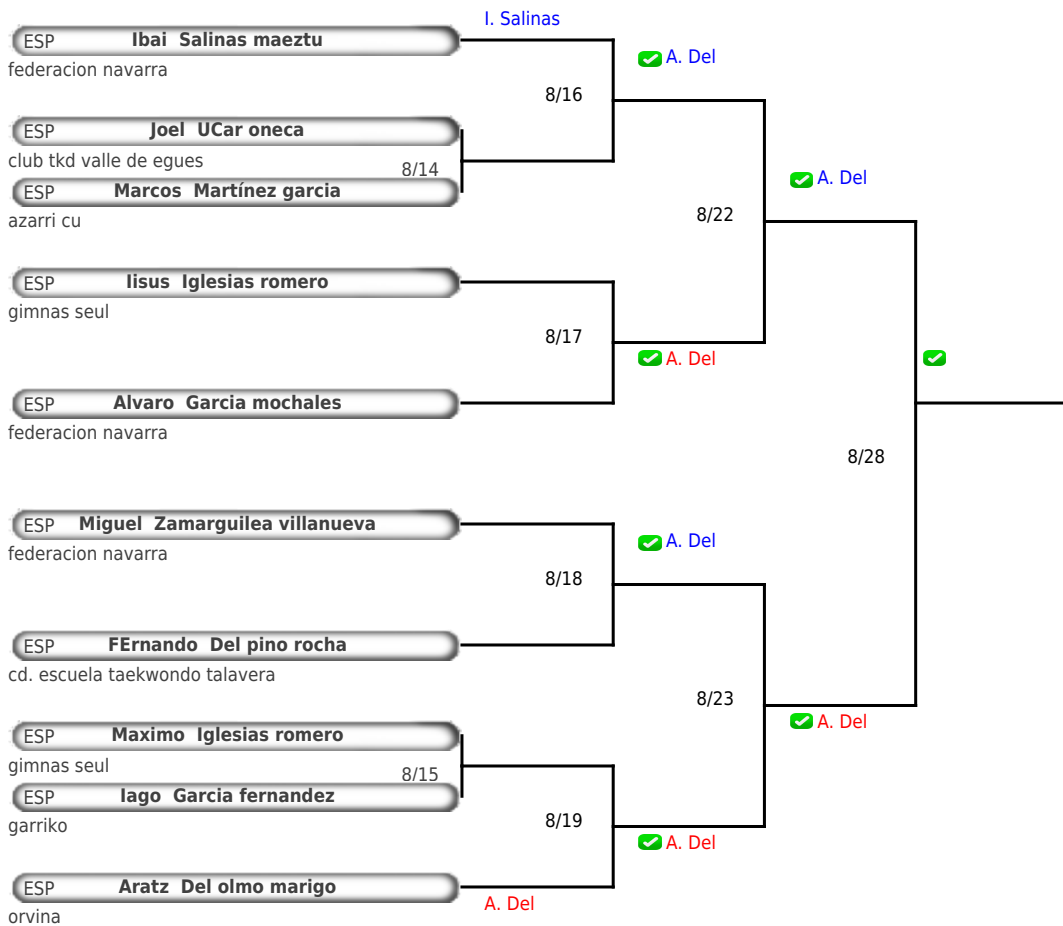 I. Salinas
ESP Ibai Salinas maeztu
federacion navarra
A. Del
8/16
ESP Joel UCar oneca
club tkd valle de egues
8/14
ESP Marcos Martínez garcia
azarri cu
A. Del
8/22
ESP Iisus Iglesias romero
gimnas seul
8/17
A. Del
ESP Alvaro Garcia mochales
federacion navarra
8/28
ESP Miguel Zamarguilea villanueva
federacion navarra
A. Del
8/18
ESP FErnando Del pino rocha
cd. escuela taekwondo talavera
8/23
A. Del
ESP Maximo Iglesias romero
gimnas seul
8/15
ESP Iago Garcia fernandez
garriko
8/19
A. Del
ESP Aratz Del olmo marigo
A. Del
orvina